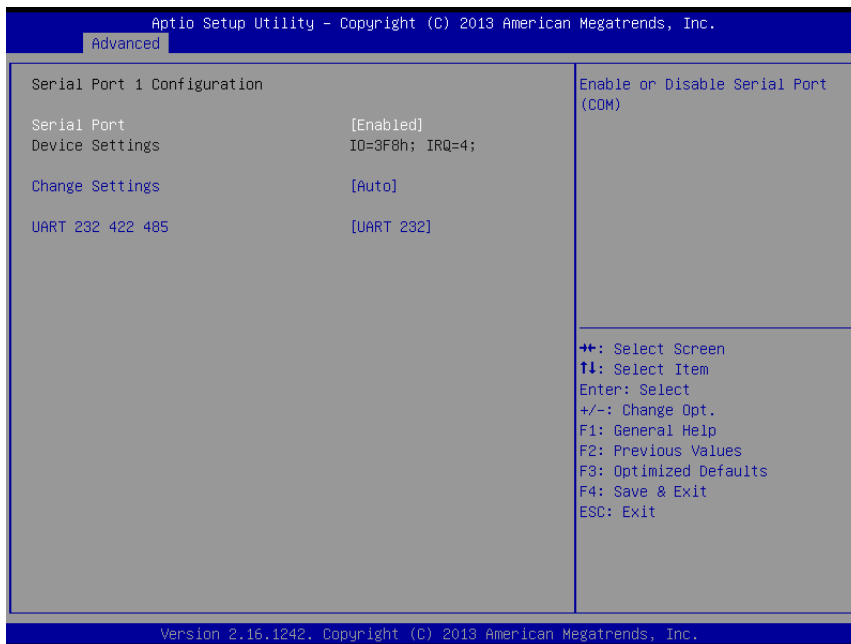 Aptio Setup Utility – Copyright (C) 2013 American Megatrends, Inc.
Advanced
Serial Port 1 Configuration
Serial Port [Enabled]
Device Settings IO=3F8h; IRQ=4;
Change Settings [Auto]
UART 232 422 485 [UART 232]
Enable or Disable Serial Port
(COM)
→←: Select Screen
↑↓: Select Item
Enter: Select
+/-: Change Opt.
F1: General Help
F2: Previous Values
F3: Optimized Defaults
F4: Save & Exit
ESC: Exit
Version 2.16.1242. Copyright (C) 2013 American Megatrends, Inc.